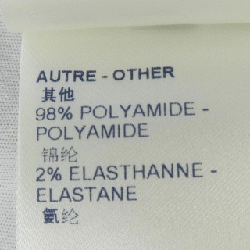 AUTRE - OTHER
其他
98% POLYAMIDE -
POLYAMIDE
锦纶
2% ELASTHANNE -
ELASTANE
氨纶